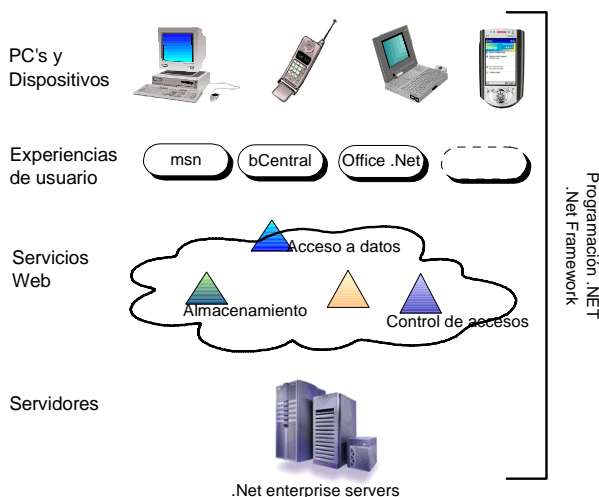 PC's y
Dispositivos
Experiencias
de usuario
msn
bCentral
Office .Net
Servicios
Web
Acceso a datos
Almacenamiento
Control de accesos
Servidores
.Net enterprise servers
Programación .NET
.Net Framework